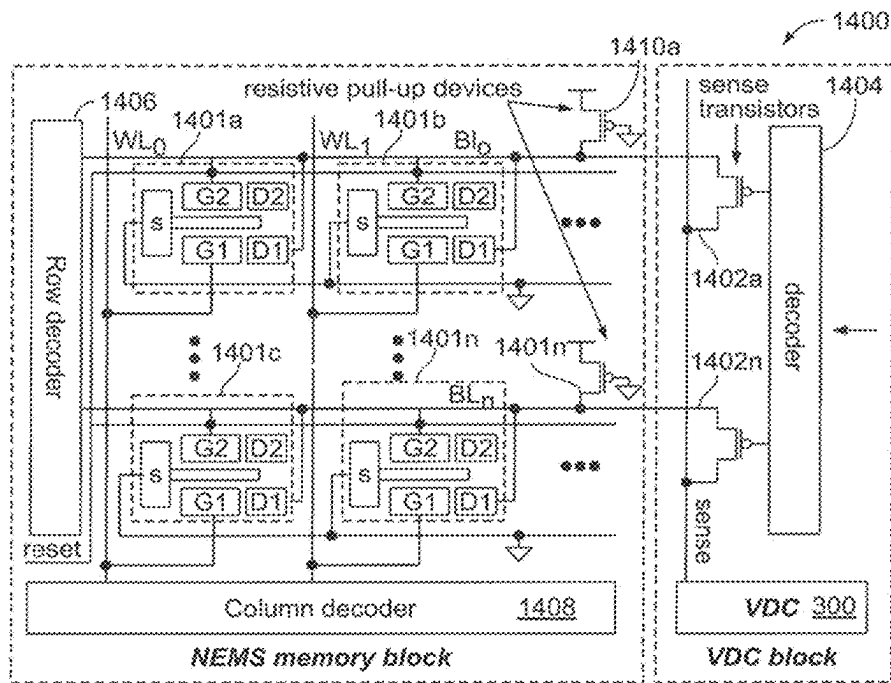 1400
1410a
1406
resistive pull-up devices
sense
transistors
1404
1401a
1401b
WL0
WL1
Bl0
G2 D2
G2 D2
S
S
G1 D1
G1 D1
Row decoder
decoder
1402a
1401c
1401n
1401n
1402n
BLn
G2 D2
G2 D2
S
S
G1 D1
G1 D1
sense
reset
Column decoder 1408
VDC 300
NEMS memory block
VDC block